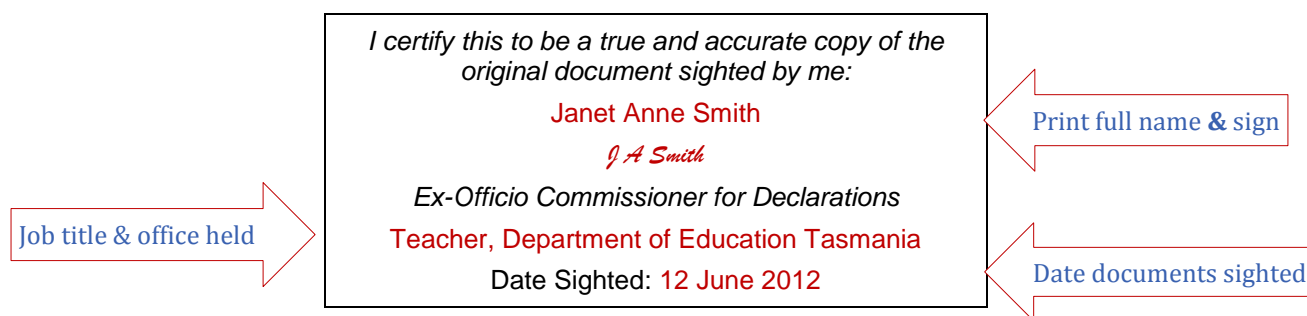 I certify this to be a true and accurate copy of the
original document sighted by me:
Janet Anne Smith
Print full name & sign
J A Smith
Ex-Officio Commissioner for Declarations
Job title & office held
Teacher, Department of Education Tasmania
Date Sighted: 12 June 2012
Date documents sighted